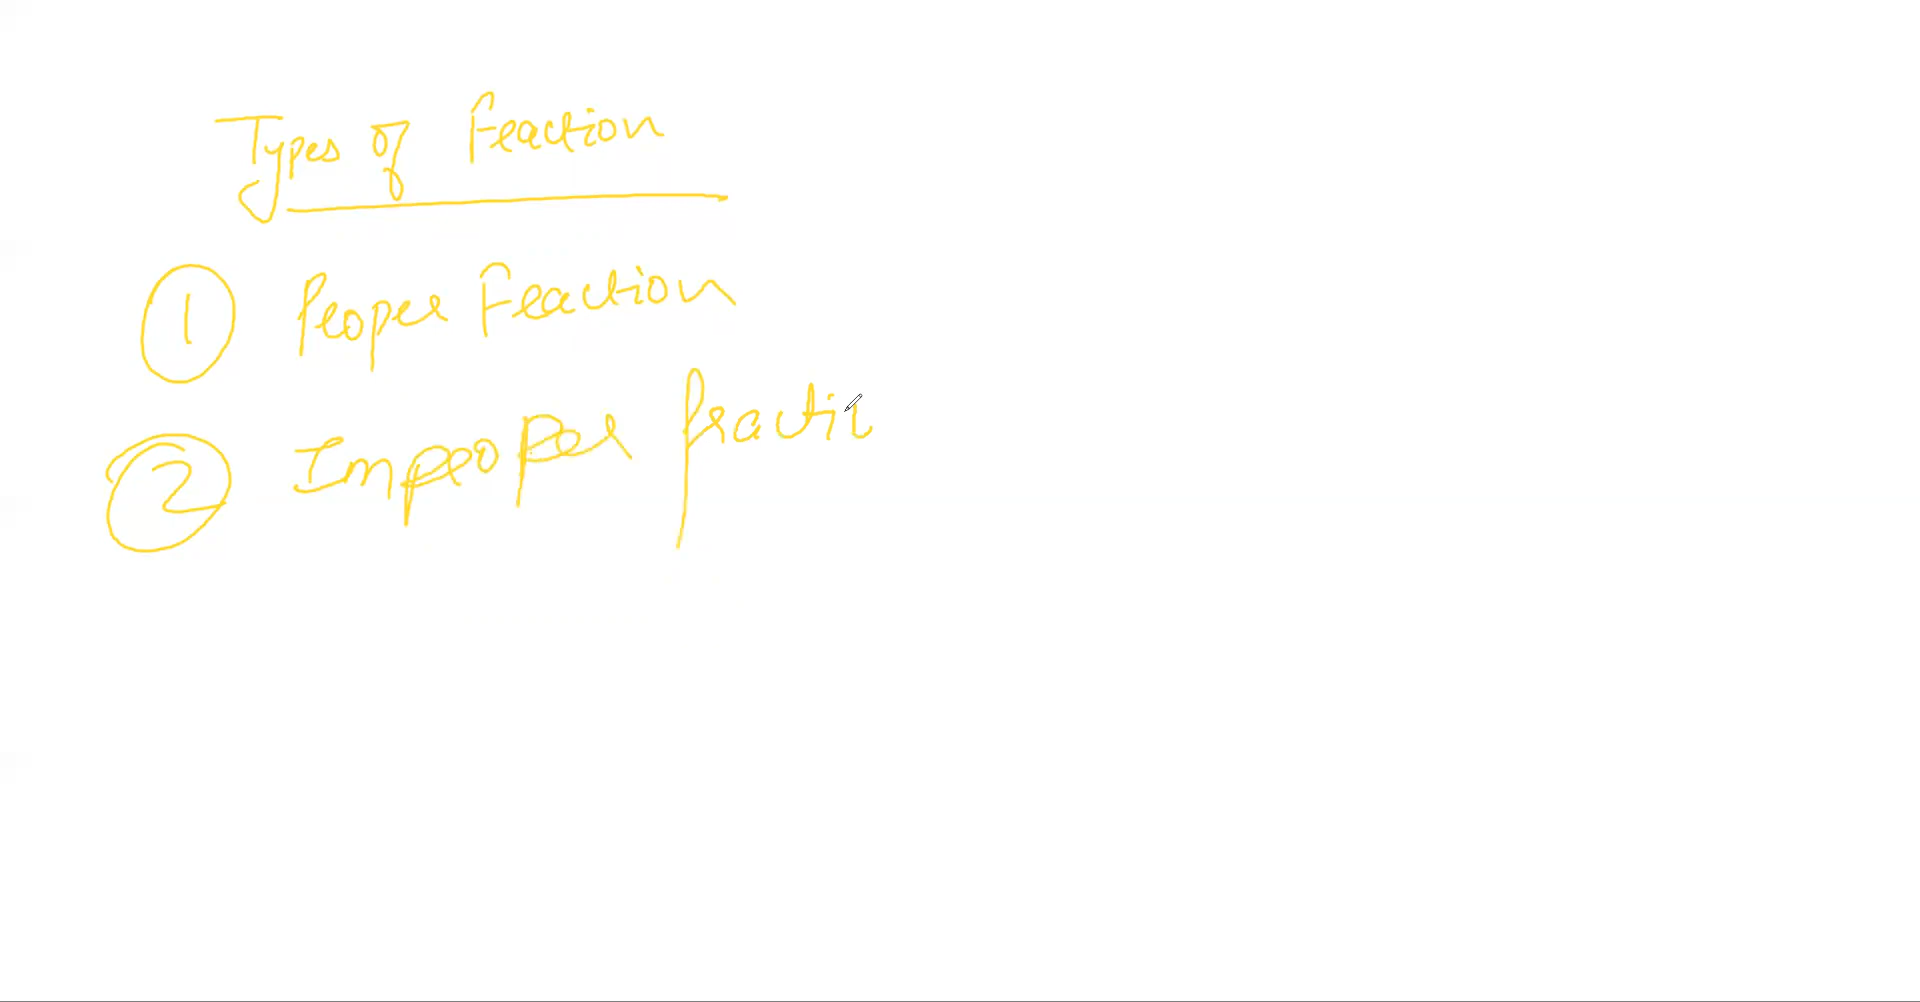 Types of Fraction
1 Proper Fraction
2 Improper fracti